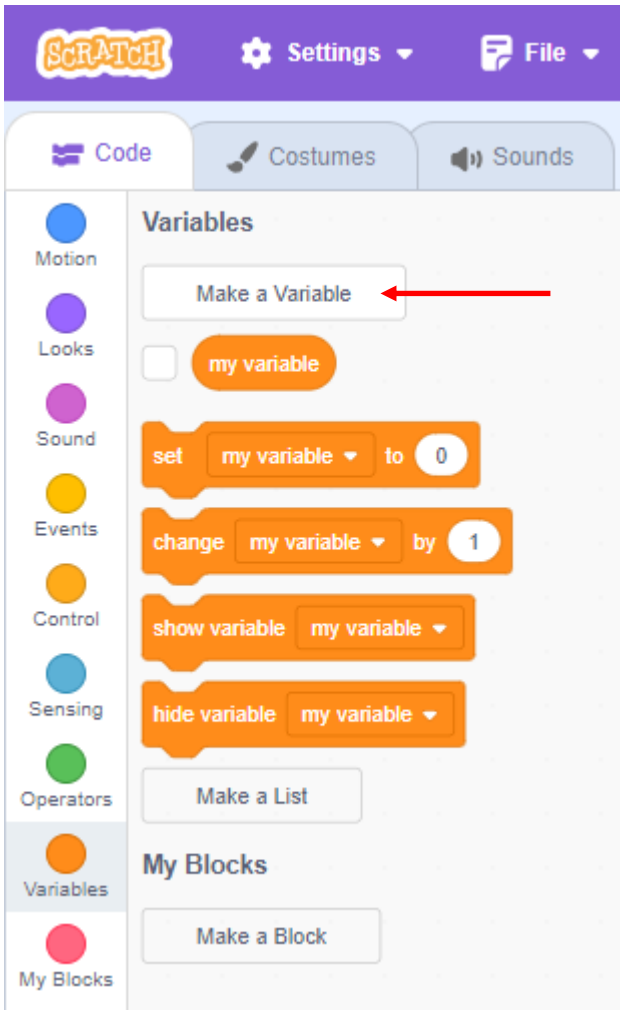 SCRATCH Settings File
Code Costumes Sounds
Motion
Looks
Sound
Events
Control
Sensing
Operators
Variables
My Blocks
Variables
Make a Variable
my variable
set my variable to 0
change my variable by 1
show variable my variable
hide variable my variable
Make a List
My Blocks
Make a Block